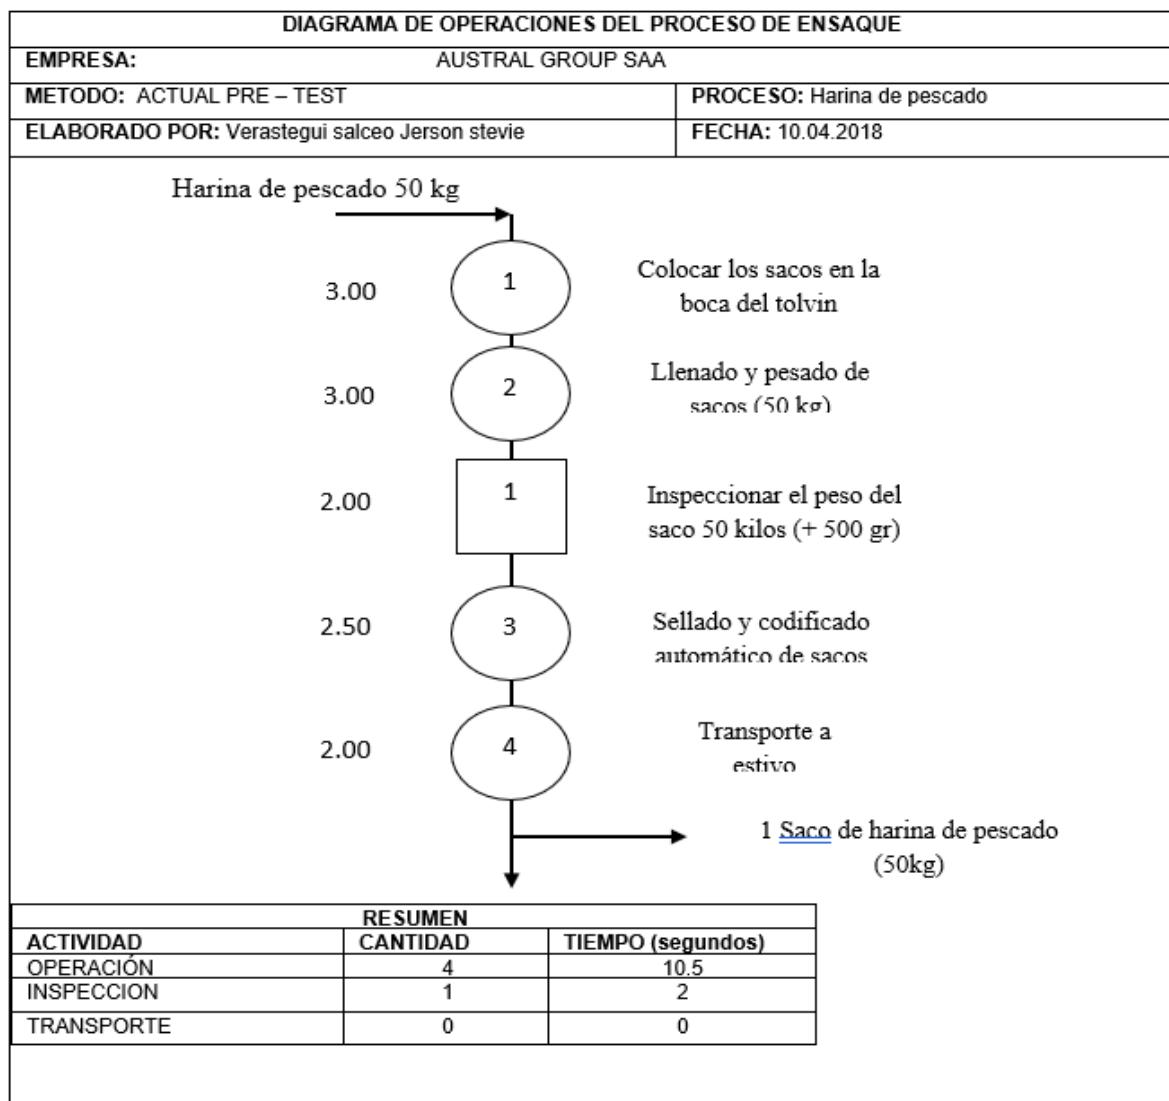 DIAGRAMA DE OPERACIONES DEL PROCESO DE ENSAQUE
EMPRESA: AUSTRAL GROUP SAA
METODO: ACTUAL PRE – TEST
PROCESO: Harina de pescado
ELABORADO POR: Verastegui salceo Jerson stevie
FECHA: 10.04.2018
Harina de pescado 50 kg
3.00
1
Colocar los sacos en la
boca del tolvin
3.00
2
Llenado y pesado de
sacos (50 kg)
2.00
1
Inspeccionar el peso del
saco 50 kilos (+ 500 gr)
2.50
3
Sellado y codificado
automático de sacos
2.00
4
Transporte a
estivo
1 Saco de harina de pescado
(50kg)
RESUMEN
ACTIVIDAD CANTIDAD TIEMPO (segundos)
OPERACIÓN 4 10.5
INSPECCION 1 2
TRANSPORTE 0 0